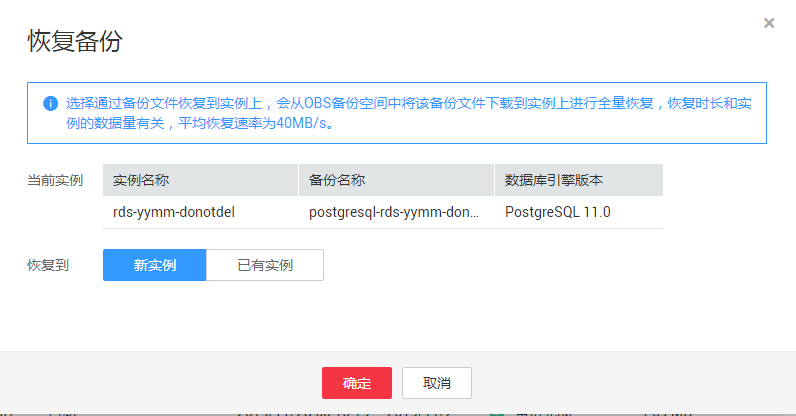 恢复备份
选择通过备份文件恢复到实例上，会从OBS备份空间中将该备份文件下载到实例上进行全量恢复，恢复时长和实
例的数据量有关，平均恢复速率为40MB/s。
当前实例 实例名称 备份名称 数据库引擎版本
rds-yymm-donotdel postgresql-rds-yymm-don... PostgreSQL 11.0
恢复到 新实例 已有实例
确定 取消